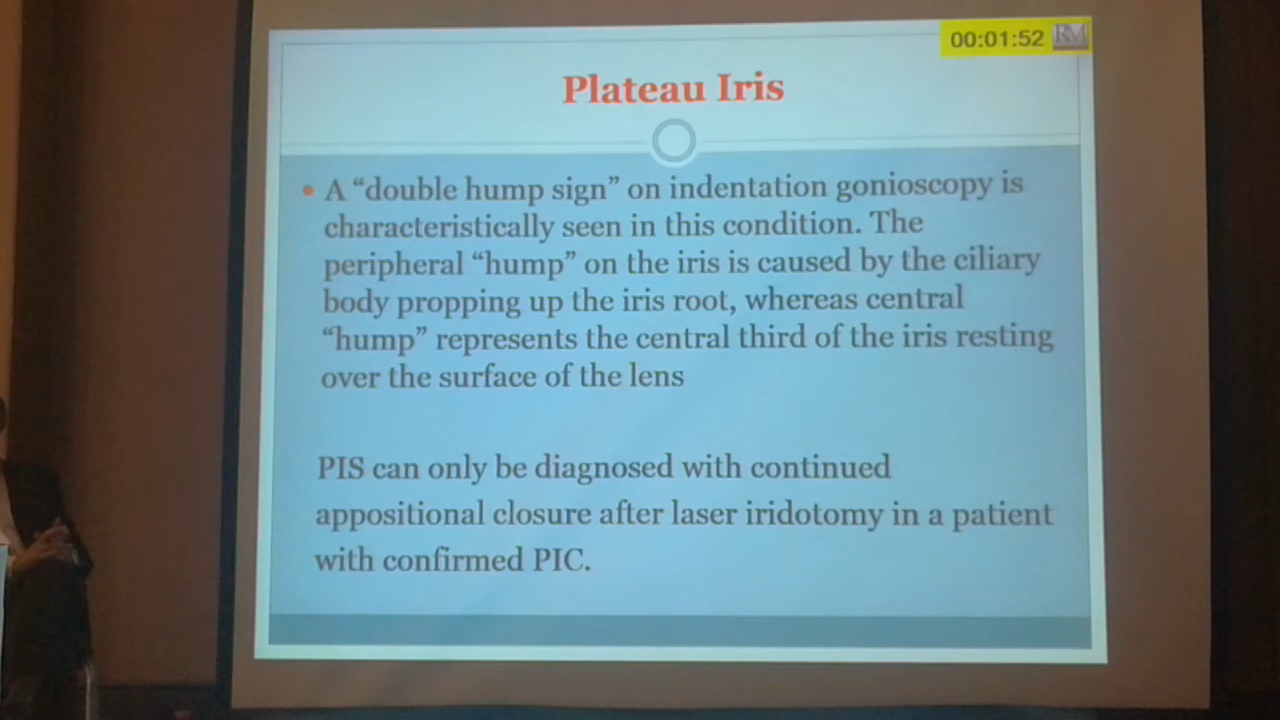 00:01:52 RM
Plateau Iris
• A “double hump sign” on indentation gonioscopy is
characteristically seen in this condition. The
peripheral “hump” on the iris is caused by the ciliary
body propping up the iris root, whereas central
“hump” represents the central third of the iris resting
over the surface of the lens
PIS can only be diagnosed with continued
appositional closure after laser iridotomy in a patient
with confirmed PIC.